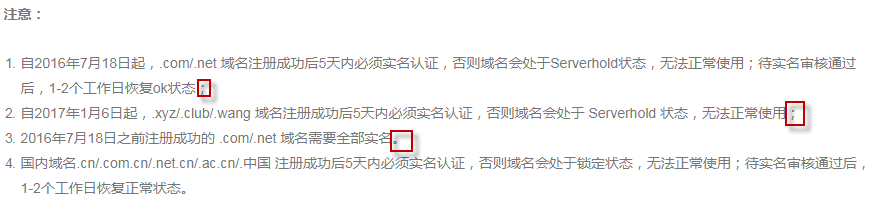 注意：
1. 自2016年7月18日起，.com/.net 域名注册成功后5天内必须实名认证，否则域名会处于Serverhold状态，无法正常使用；待实名审核通过
后，1-2个工作日恢复ok状态；
2. 自2017年1月6日起，.xyz/.club/.wang 域名注册成功后5天内必须实名认证，否则域名会处于 Serverhold 状态，无法正常使用；
3. 2016年7月18日之前注册成功的 .com/.net 域名需要全部实名。
4. 国内域名.cn/.com.cn/.net.cn/.ac.cn/.中国 注册成功后5天内必须实名认证，否则域名会处于锁定状态，无法正常使用；待实名审核通过后，
1-2个工作日恢复正常状态。